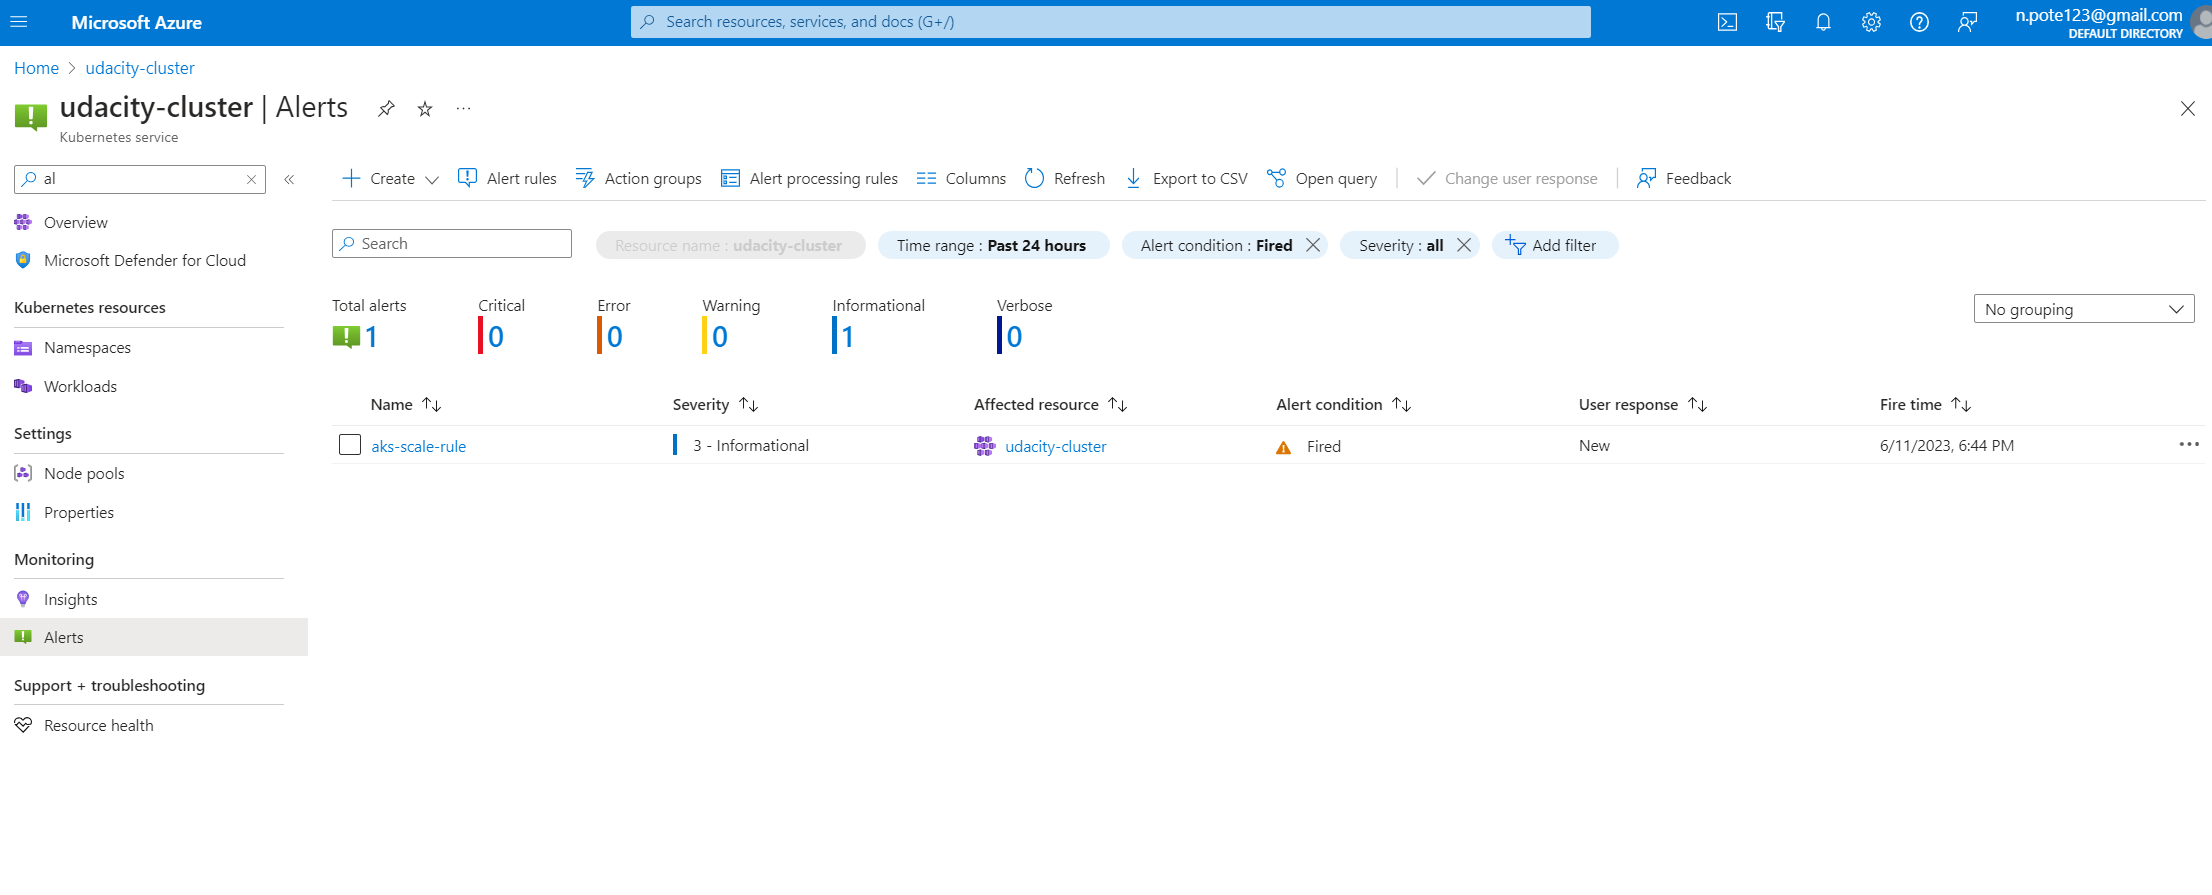 Microsoft Azure
Search resources, services, and docs (G+/)
n.pote123@gmail.com
DEFAULT DIRECTORY
Home > udacity-cluster
udacity-cluster | Alerts
Kubernetes service
al
Overview
Microsoft Defender for Cloud
Kubernetes resources
Namespaces
Workloads
Settings
Node pools
Properties
Monitoring
Insights
Alerts
Support + troubleshooting
Resource health
Create Alert rules Action groups Alert processing rules Columns Refresh Export to CSV Open query Change user response Feedback
Search Resource name : udacity-cluster Time range : Past 24 hours Alert condition : Fired Severity : all Add filter
Total alerts Critical Error Warning Informational Verbose
1 0 0 0 1 0
No grouping
Name Severity Affected resource Alert condition User response Fire time
aks-scale-rule 3 - Informational udacity-cluster Fired New 6/11/2023, 6:44 PM